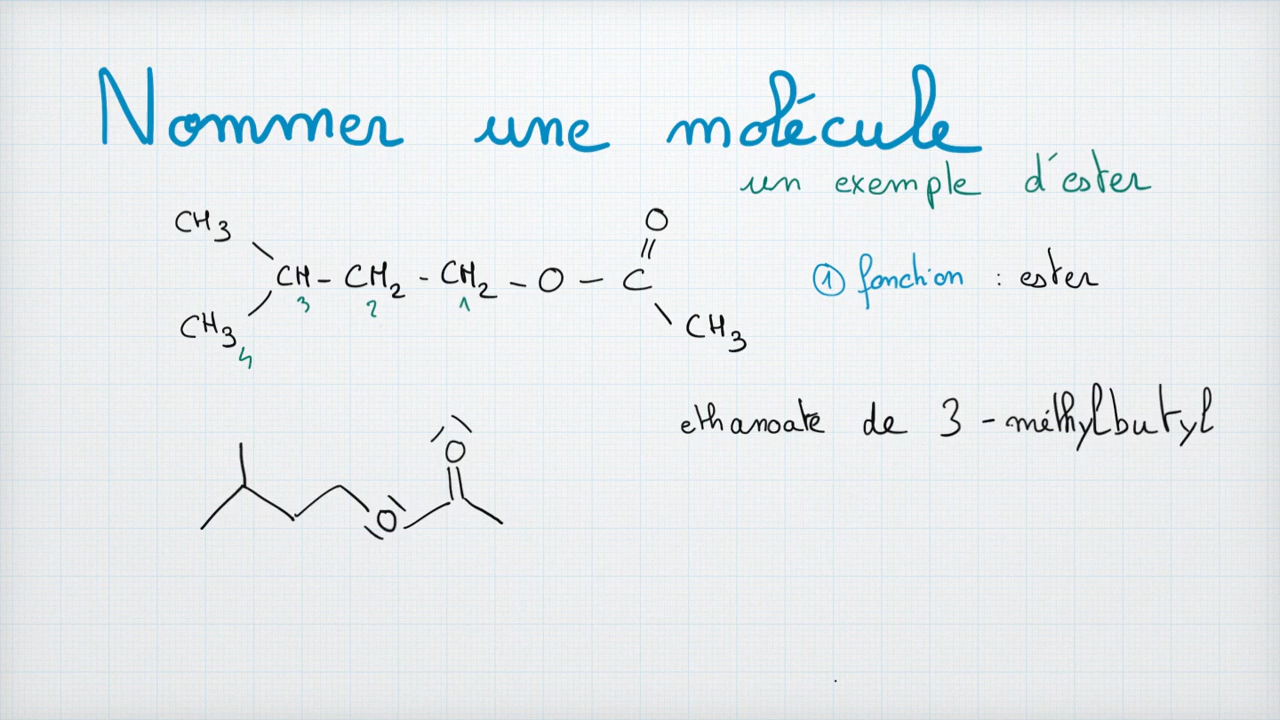 Nommer une molécule
un exemple d'ester
CH3 O
CH - CH2 - CH2 - O - C
3 2 1
CH3 CH3
4
① fonction : ester
ethanoate de 3-méthylbutyl
O
O